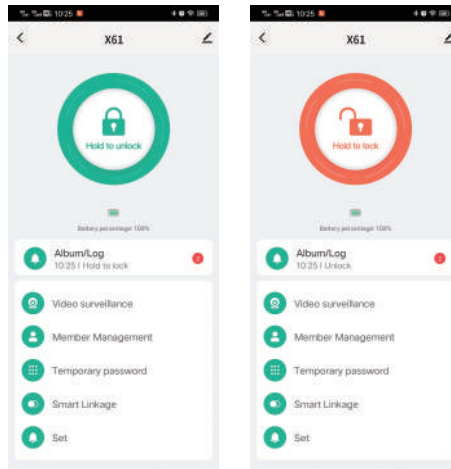 10:25
X61
Hold to unlock
Battery percentage 100%
Album/Log
10:25 | Hold to lock
Video surveillance
Member Management
Temporary password
Smart Linkage
Set
10:25
X61
Hold to lock
Battery percentage 100%
Album/Log
10:25 | Unlock
Video surveillance
Member Management
Temporary password
Smart Linkage
Set